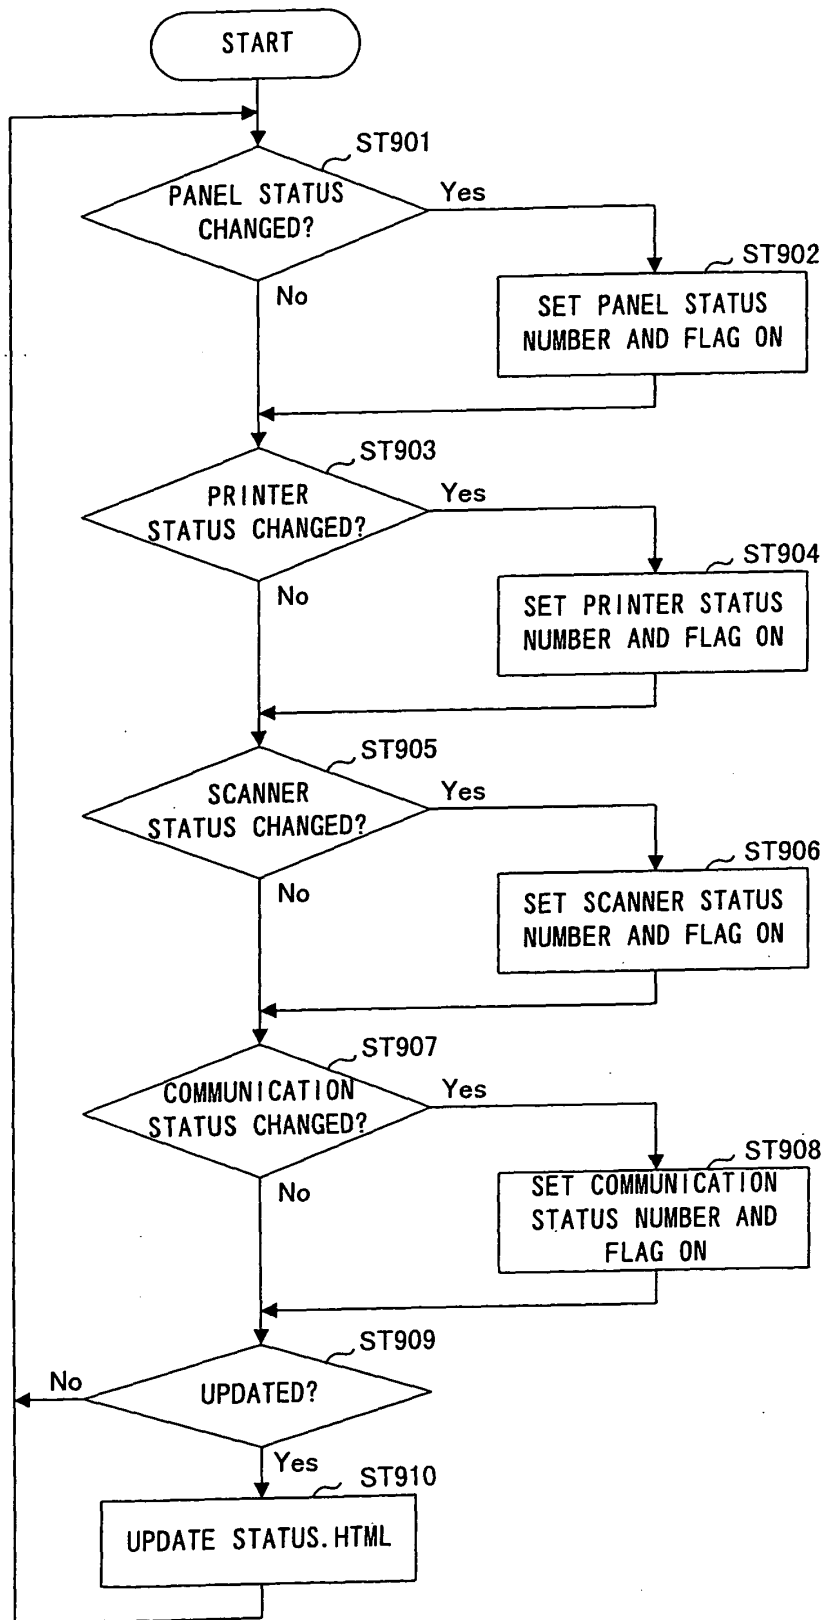 START
ST901
PANEL STATUS
CHANGED?
Yes
No
ST902
SET PANEL STATUS
NUMBER AND FLAG ON
ST903
PRINTER
STATUS CHANGED?
Yes
No
ST904
SET PRINTER STATUS
NUMBER AND FLAG ON
ST905
SCANNER
STATUS CHANGED?
Yes
No
ST906
SET SCANNER STATUS
NUMBER AND FLAG ON
ST907
COMMUNICATION
STATUS CHANGED?
Yes
No
ST908
SET COMMUNICATION
STATUS NUMBER AND
FLAG ON
ST909
No
UPDATED?
Yes
ST910
UPDATE STATUS.HTML